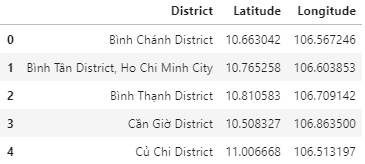 District Latitude Longitude
0 Bình Chánh District 10.663042 106.567246
1 Bình Tân District, Ho Chi Minh City 10.765258 106.603853
2 Bình Thạnh District 10.810583 106.709142
3 Cần Giờ District 10.508327 106.863500
4 Củ Chi District 11.006668 106.513197